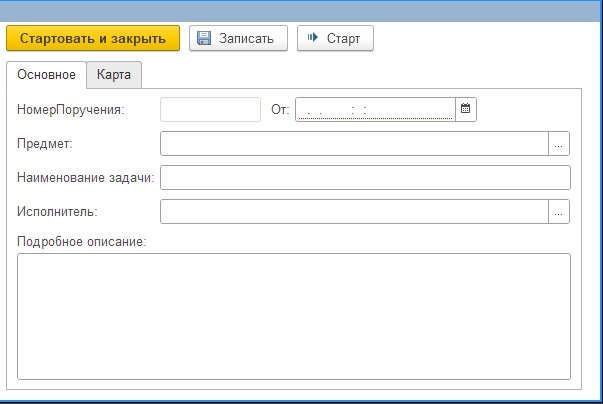 Стартовать и закрыть Записать Старт
Основное Карта
НомерПоручения: От: . . : :
Предмет: ...
Наименование задачи:
Исполнитель: ...
Подробное описание: